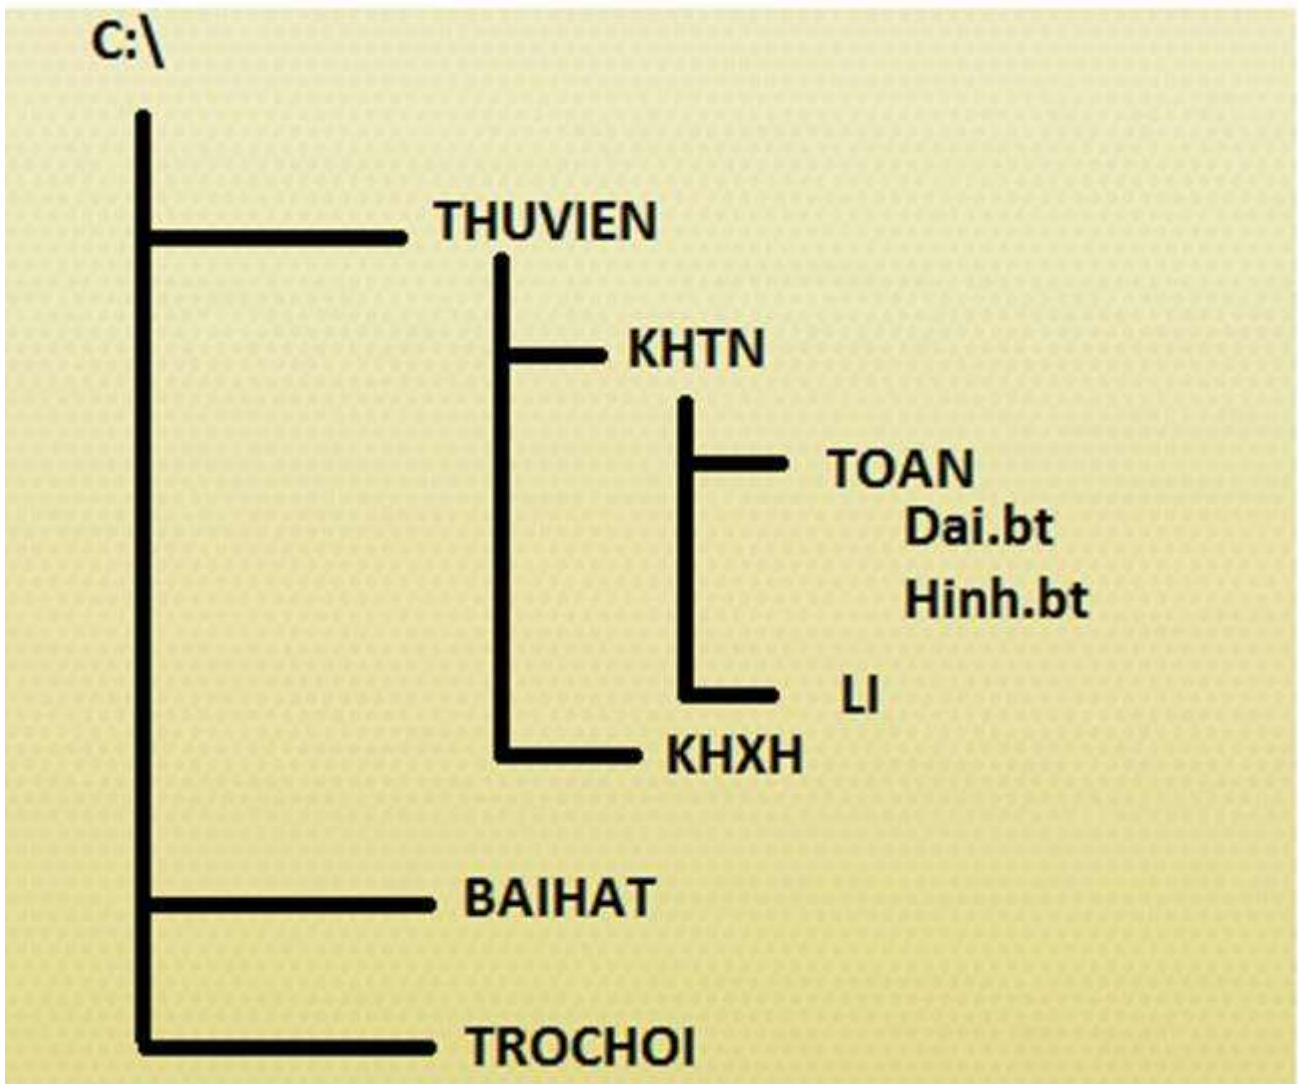 C:\
THUVIEN
KHTN
TOAN
Dai.bt
Hinh.bt
LI
KHXH
BAIHAT
TROCHOI